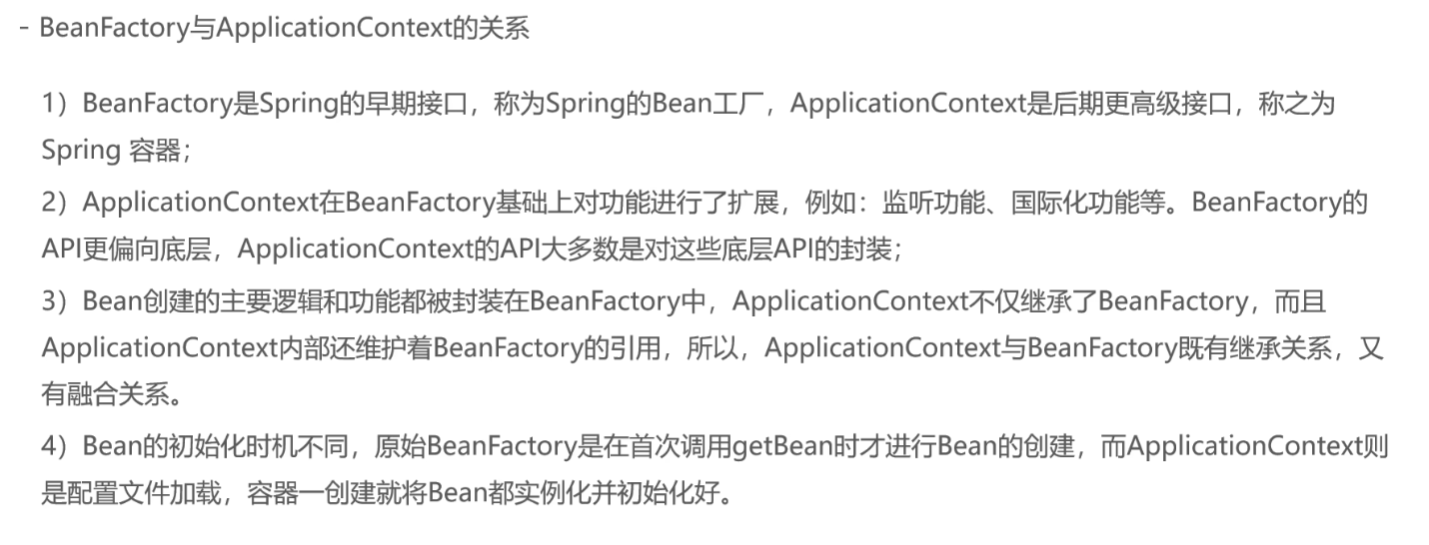 - BeanFactory与ApplicationContext的关系
1）BeanFactory是Spring的早期接口，称为Spring的Bean工厂，ApplicationContext是后期更高级接口，称之为
Spring 容器；
2）ApplicationContext在BeanFactory基础上对功能进行了扩展，例如：监听功能、国际化功能等。BeanFactory的
API更偏向底层，ApplicationContext的API大多数是对这些底层API的封装；
3）Bean创建的主要逻辑和功能都被封装在BeanFactory中，ApplicationContext不仅继承了BeanFactory，而且
ApplicationContext内部还维护着BeanFactory的引用，所以，ApplicationContext与BeanFactory既有继承关系，又
有融合关系。
4）Bean的初始化时机不同，原始BeanFactory是在首次调用getBean时才进行Bean的创建，而ApplicationContext则
是配置文件加载，容器一创建就将Bean都实例化并初始化好。